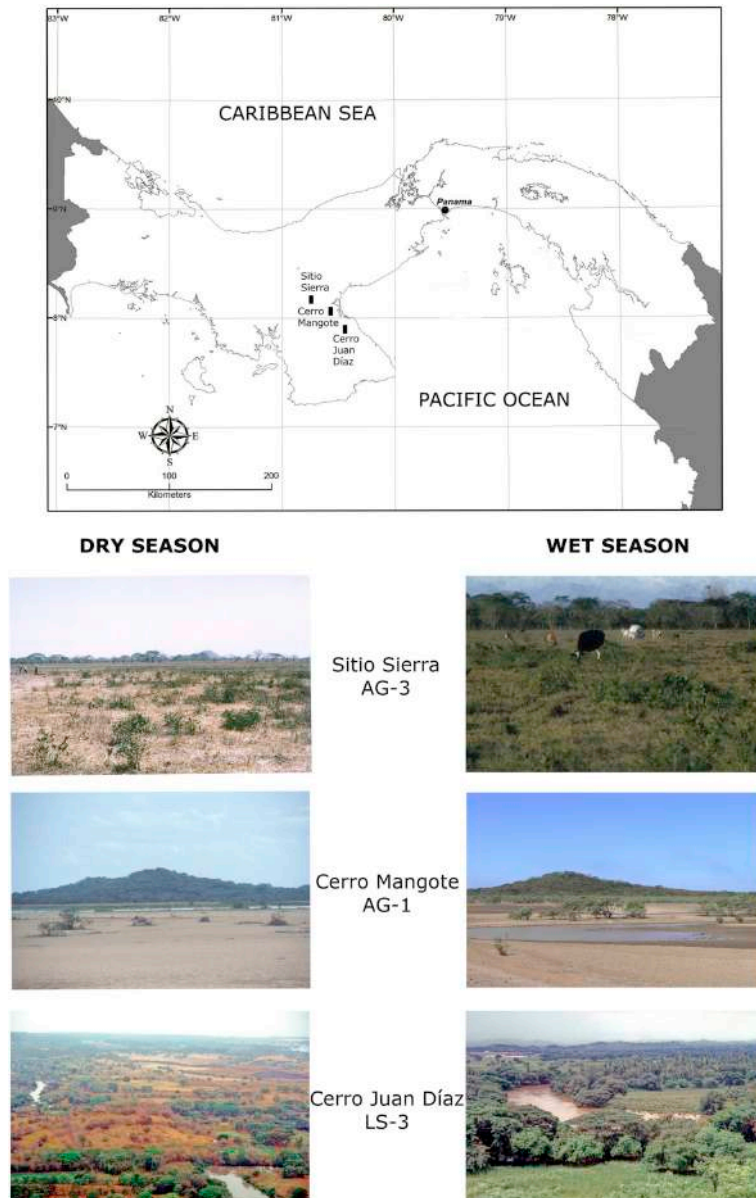 83°W
82°W
81°W
80°W
79°W
78°W
CARIBBEAN SEA
9°N
Panama
Sitio
Sierra
8°N
Cerro
Mangote
Cerro
Juan
Díaz
PACIFIC OCEAN
7°N
N
W
E
S
0
100
200
Kilometers
DRY SEASON
WET SEASON
Sitio Sierra
AG-3
Cerro Mangote
AG-1
Cerro Juan Díaz
LS-3